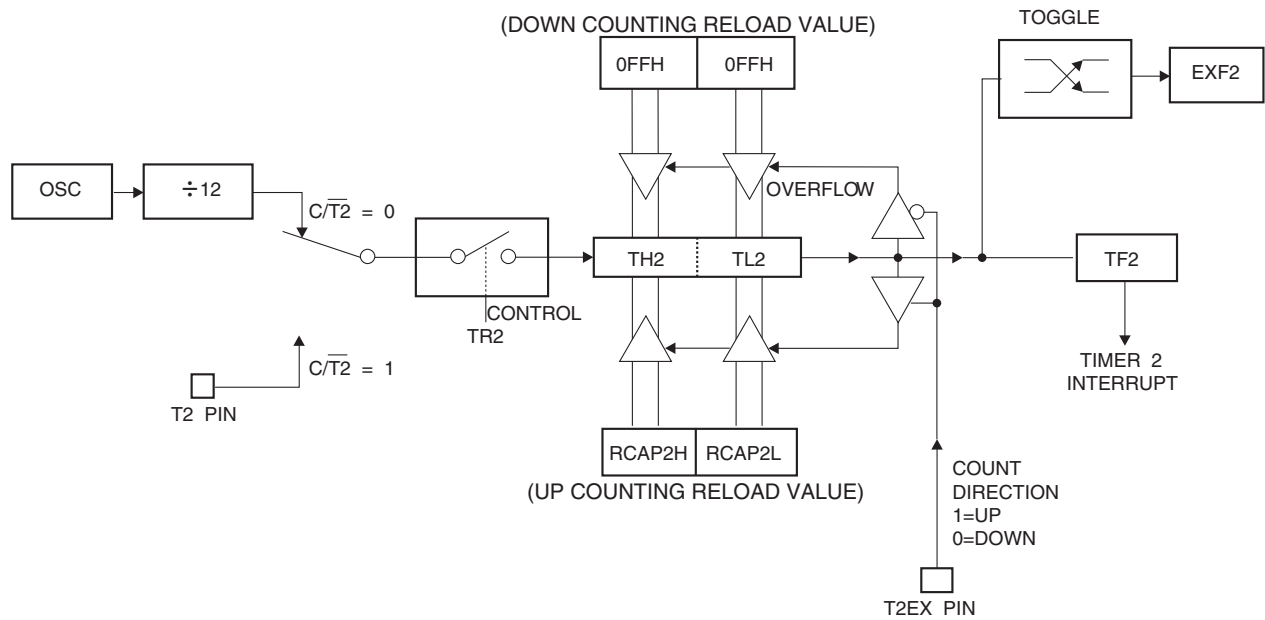 (DOWN COUNTING RELOAD VALUE)
TOGGLE
0FFH 0FFH
EXF2
OSC
÷12
OVERFLOW
C/T2̅ = 0
TH2 TL2
TF2
CONTROL
TR2
C/T2̅ = 1
TIMER 2
INTERRUPT
T2 PIN
RCAP2H RCAP2L
(UP COUNTING RELOAD VALUE)
COUNT
DIRECTION
1=UP
0=DOWN
T2EX PIN